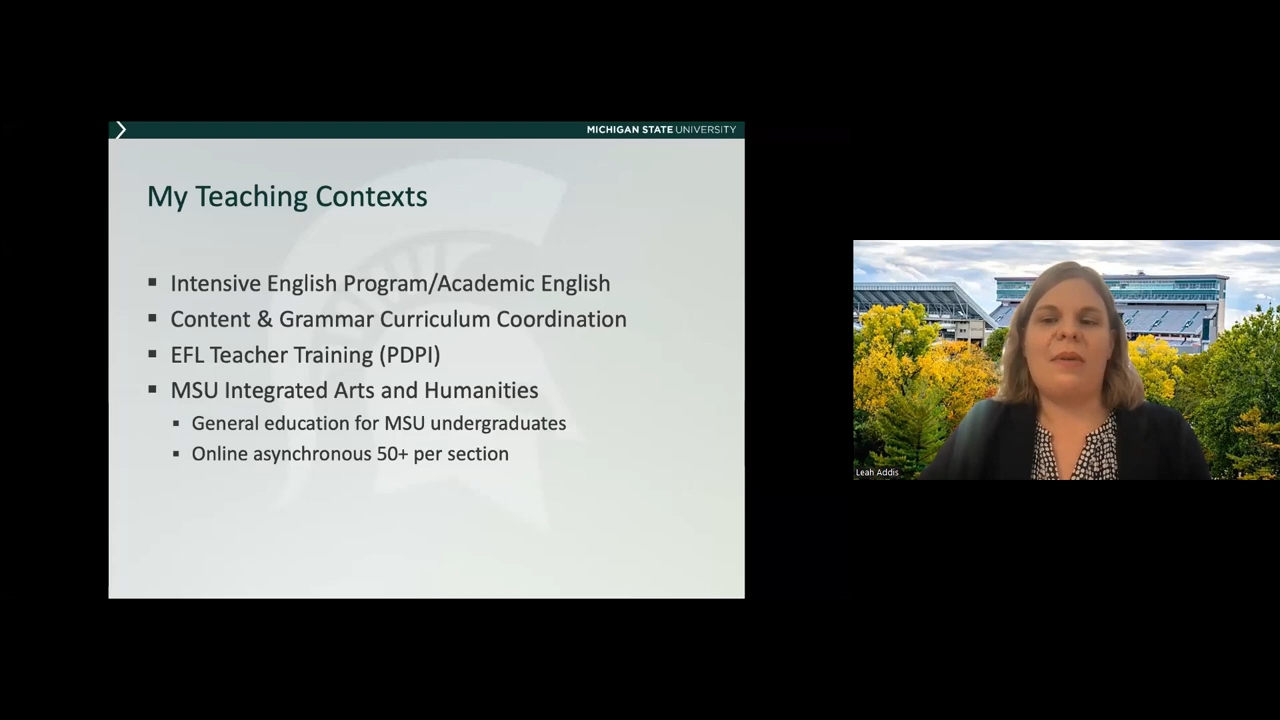 MICHIGAN STATE UNIVERSITY
My Teaching Contexts
Intensive English Program/Academic English
Content & Grammar Curriculum Coordination
EFL Teacher Training (PDPI)
MSU Integrated Arts and Humanities
General education for MSU undergraduates
Online asynchronous 50+ per section
Leah Addis